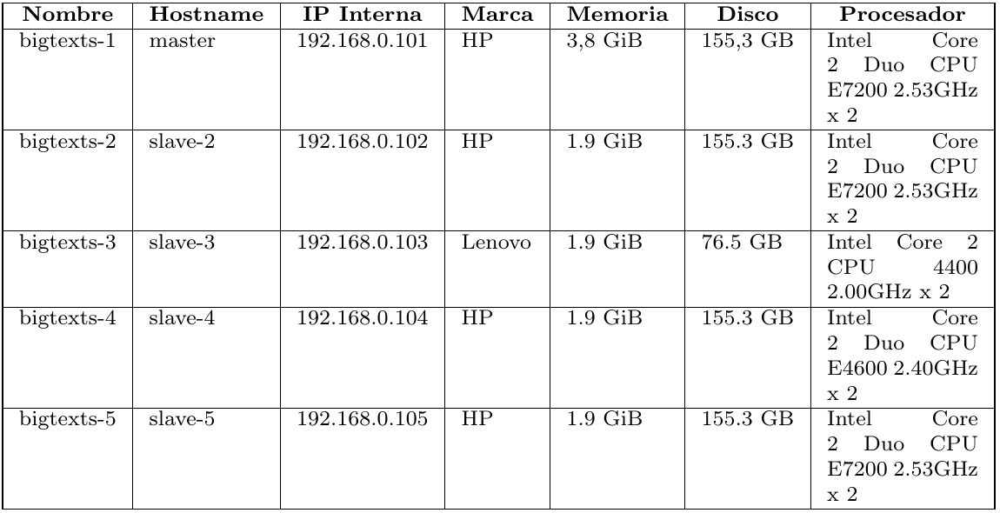 Nombre Hostname IP Interna Marca Memoria Disco Procesador
bigtexts-1 master 192.168.0.101 HP 3,8 GiB 155,3 GB Intel Core
2 Duo CPU
E7200 2.53GHz
x 2
bigtexts-2 slave-2 192.168.0.102 HP 1.9 GiB 155.3 GB Intel Core
2 Duo CPU
E7200 2.53GHz
x 2
bigtexts-3 slave-3 192.168.0.103 Lenovo 1.9 GiB 76.5 GB Intel Core 2
CPU 4400
2.00GHz x 2
bigtexts-4 slave-4 192.168.0.104 HP 1.9 GiB 155.3 GB Intel Core
2 Duo CPU
E4600 2.40GHz
x 2
bigtexts-5 slave-5 192.168.0.105 HP 1.9 GiB 155.3 GB Intel Core
2 Duo CPU
E7200 2.53GHz
x 2